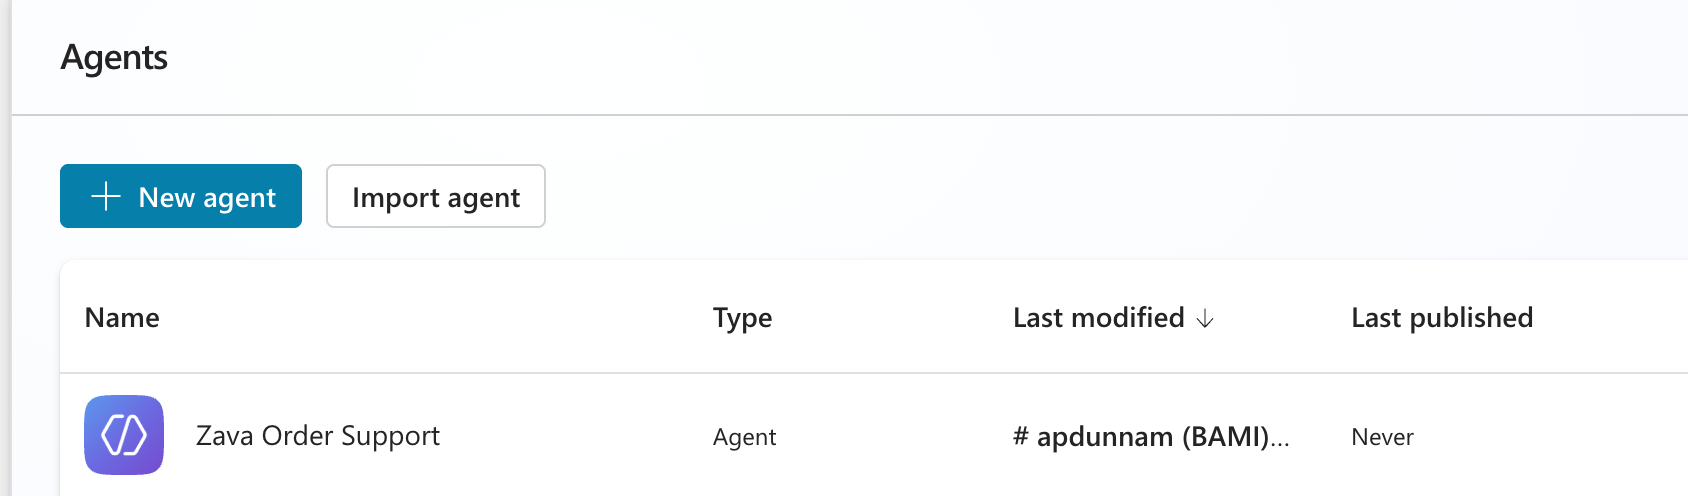 Agents
New agent
Import agent
Name Type Last modified Last published
Zava Order Support Agent # apdunnam (BAMI)... Never